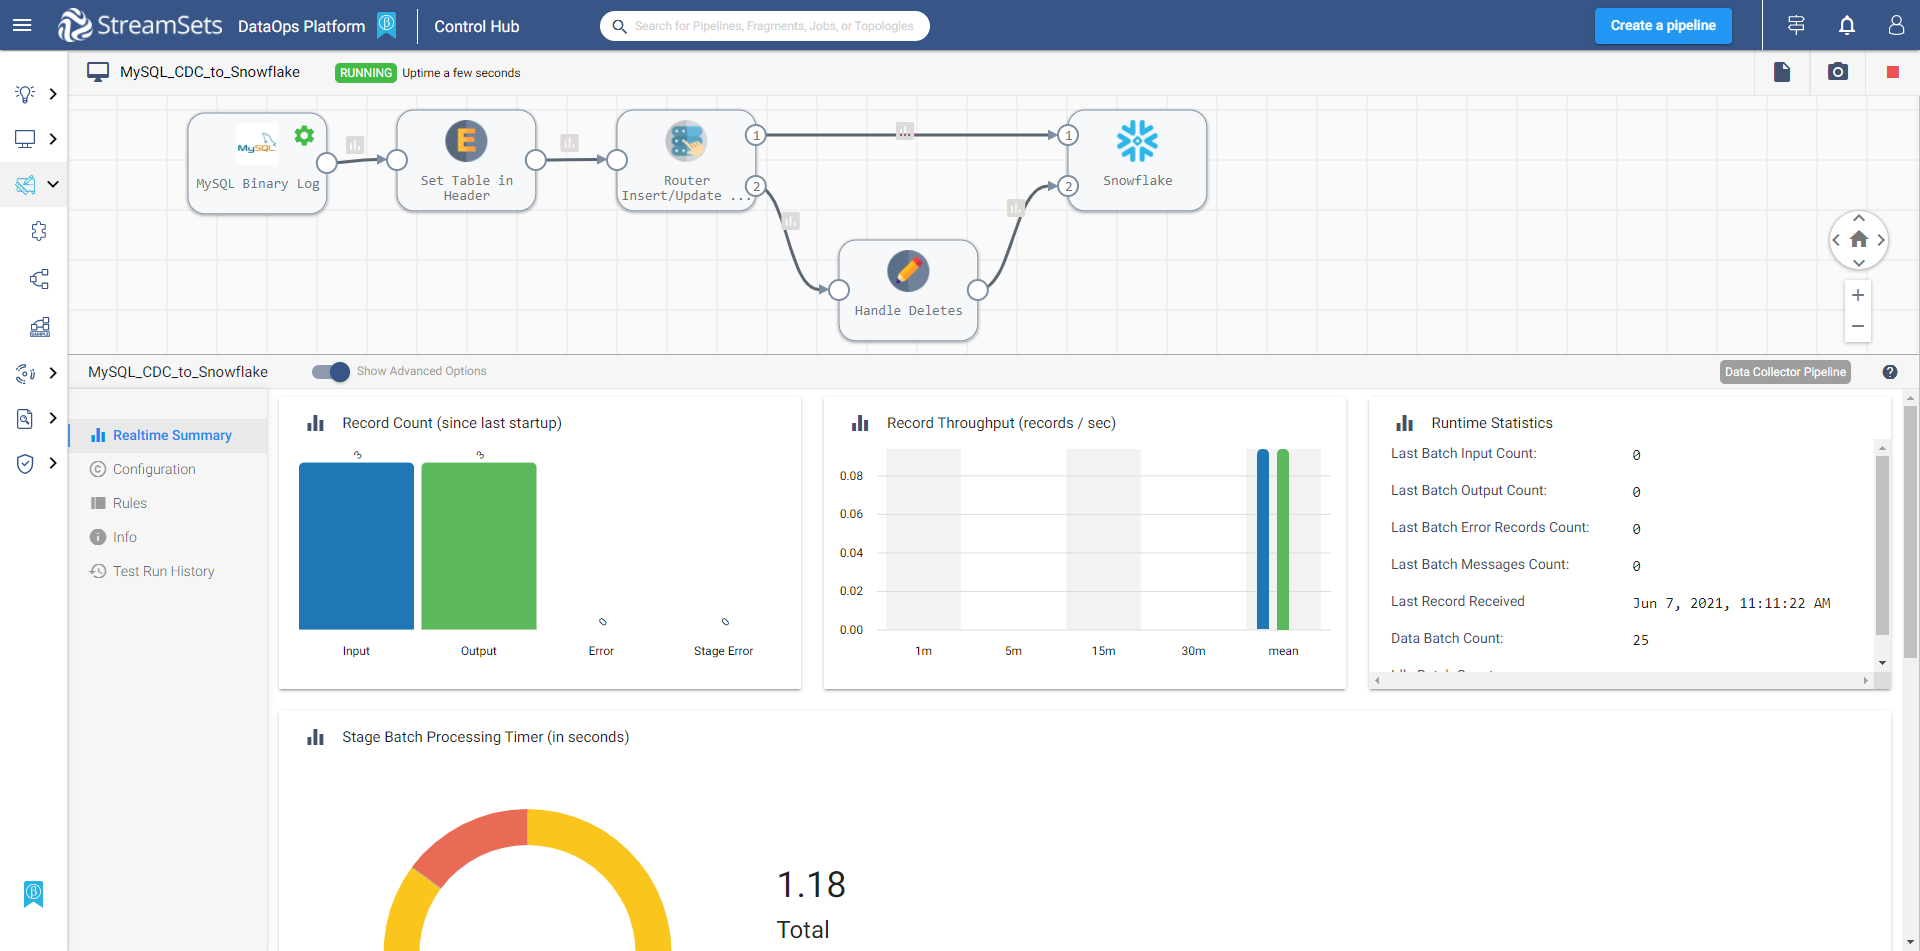 StreamSets DataOps Platform β Control Hub
Search for Pipelines, Fragments, Jobs, or Topologies
Create a pipeline
MySQL_CDC_to_Snowflake RUNNING Uptime a few seconds
MySQL
MySQL Binary Log
E
Set Table in
Header
Router
Insert/Update ...
1
2
1
2
Snowflake
Handle Deletes
MySQL_CDC_to_Snowflake Show Advanced Options Data Collector Pipeline
Realtime Summary
Configuration
Rules
Info
Test Run History
Record Count (since last startup)
3 3 0 0
Input Output Error Stage Error
Record Throughput (records / sec)
0.08
0.06
0.04
0.02
0.00
1m 5m 15m 30m mean
Runtime Statistics
Last Batch Input Count: 0
Last Batch Output Count: 0
Last Batch Error Records Count: 0
Last Batch Messages Count: 0
Last Record Received Jun 7, 2021, 11:11:22 AM
Data Batch Count: 25
Stage Batch Processing Timer (in seconds)
1.18
Total
β